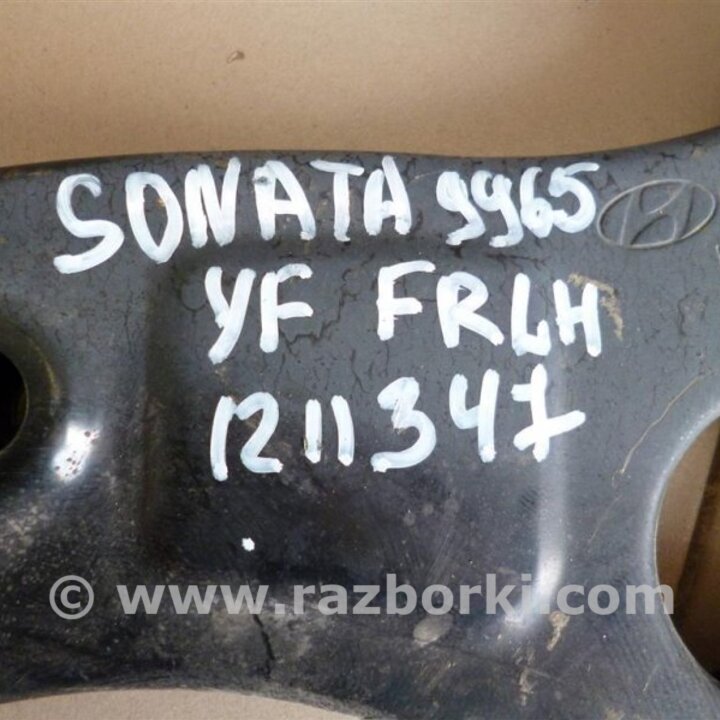 SONATA 9965
YF FRLH
1211347
© www.razborki.com